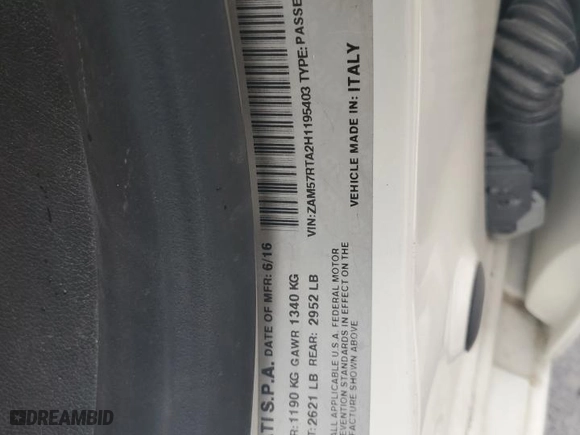 TI S.P.A. DATE OF MFR: 6/16
R: 1190 KG GAWR 1340 KG
T: 2621 LB REAR: 2952 LB
ALL APPLICABLE U.S.A. FEDERAL MOTOR
EVENTION STANDARDS IN EFFECT ON THE
FACTURE SHOWN ABOVE
VIN:ZAM57RTA2H1195403 TYPE: PASSE
VEHICLE MADE IN: ITALY
DREAMBID